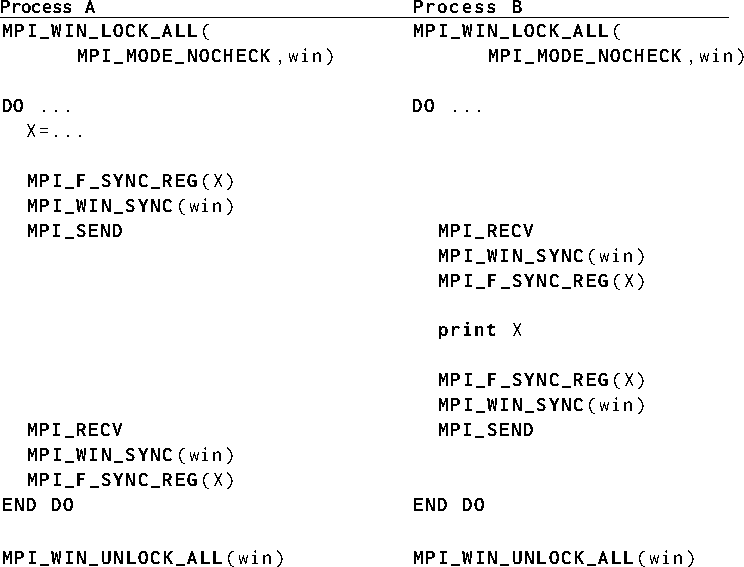 Process A Process B
MPI_WIN_LOCK_ALL( MPI_WIN_LOCK_ALL(
MPI_MODE_NOCHECK,win) MPI_MODE_NOCHECK,win)
DO ... DO ...
X=...
MPI_F_SYNC_REG(X)
MPI_WIN_SYNC(win)
MPI_SEND MPI_RECV
MPI_WIN_SYNC(win)
MPI_F_SYNC_REG(X)
print X
MPI_F_SYNC_REG(X)
MPI_WIN_SYNC(win)
MPI_RECV MPI_SEND
MPI_WIN_SYNC(win)
MPI_F_SYNC_REG(X)
END DO END DO
MPI_WIN_UNLOCK_ALL(win) MPI_WIN_UNLOCK_ALL(win)